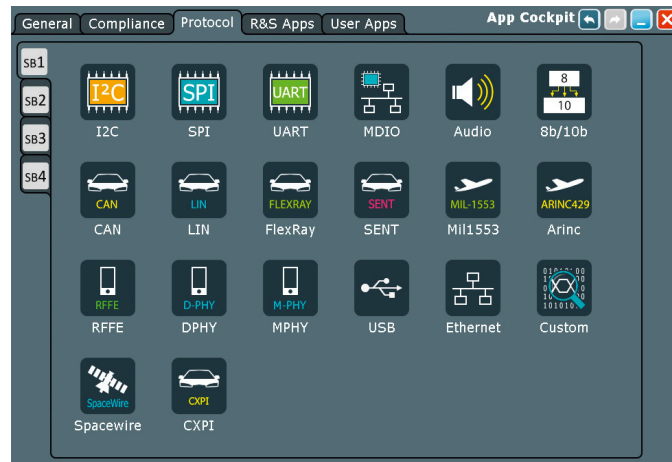 General Compliance Protocol R&S Apps User Apps App Cockpit
SB1
SB2
SB3
SB4
I²C SPI UART 8 10
I2C SPI UART MDIO Audio 8b/10b
CAN LIN FLEXRAY SENT MIL-1553 ARINC429
CAN LIN FlexRay SENT Mil1553 Arinc
RFFE D-PHY M-PHY
RFFE DPHY MPHY USB Ethernet Custom
SpaceWire CXPI
Spacewire CXPI